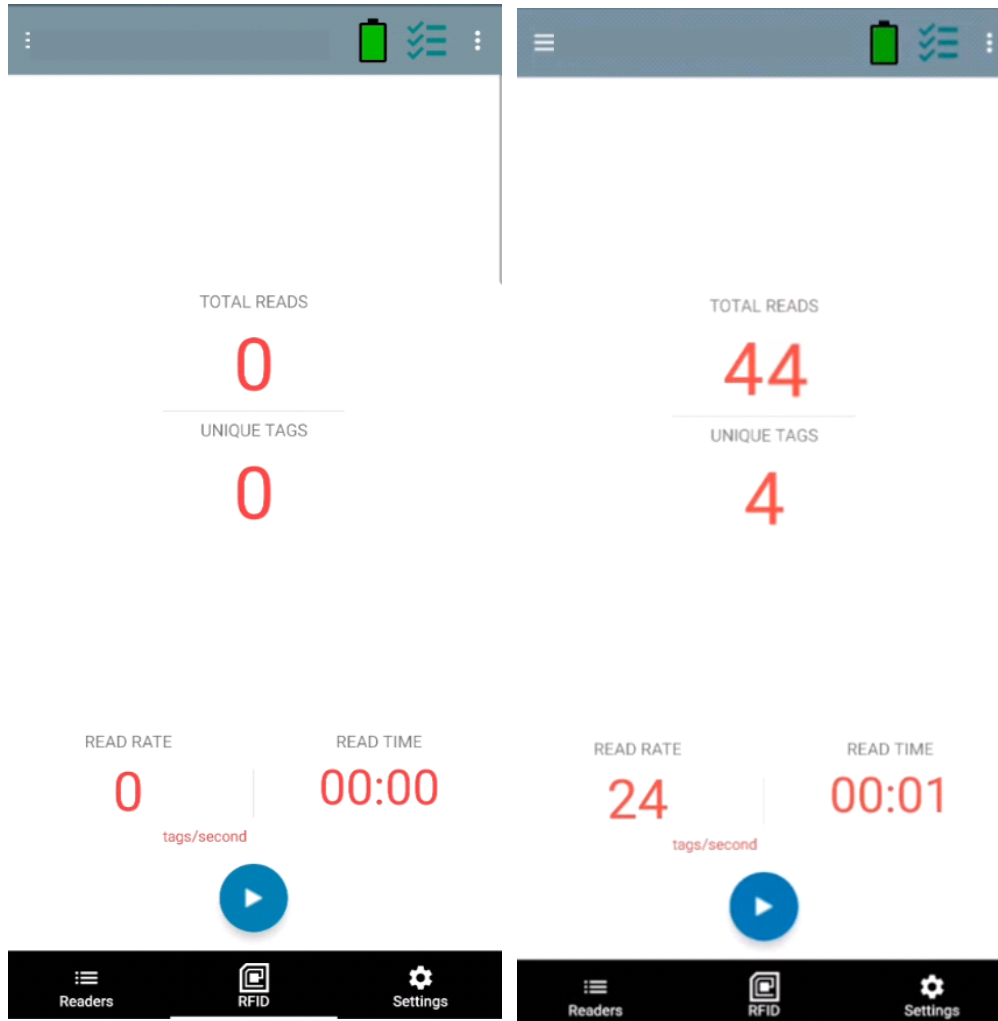 TOTAL READS
0
UNIQUE TAGS
0
READ RATE
READ TIME
0
00:00
tags/second
Readers
RFID
Settings
TOTAL READS
44
UNIQUE TAGS
4
READ RATE
READ TIME
24
00:01
tags/second
Readers
RFID
Settings